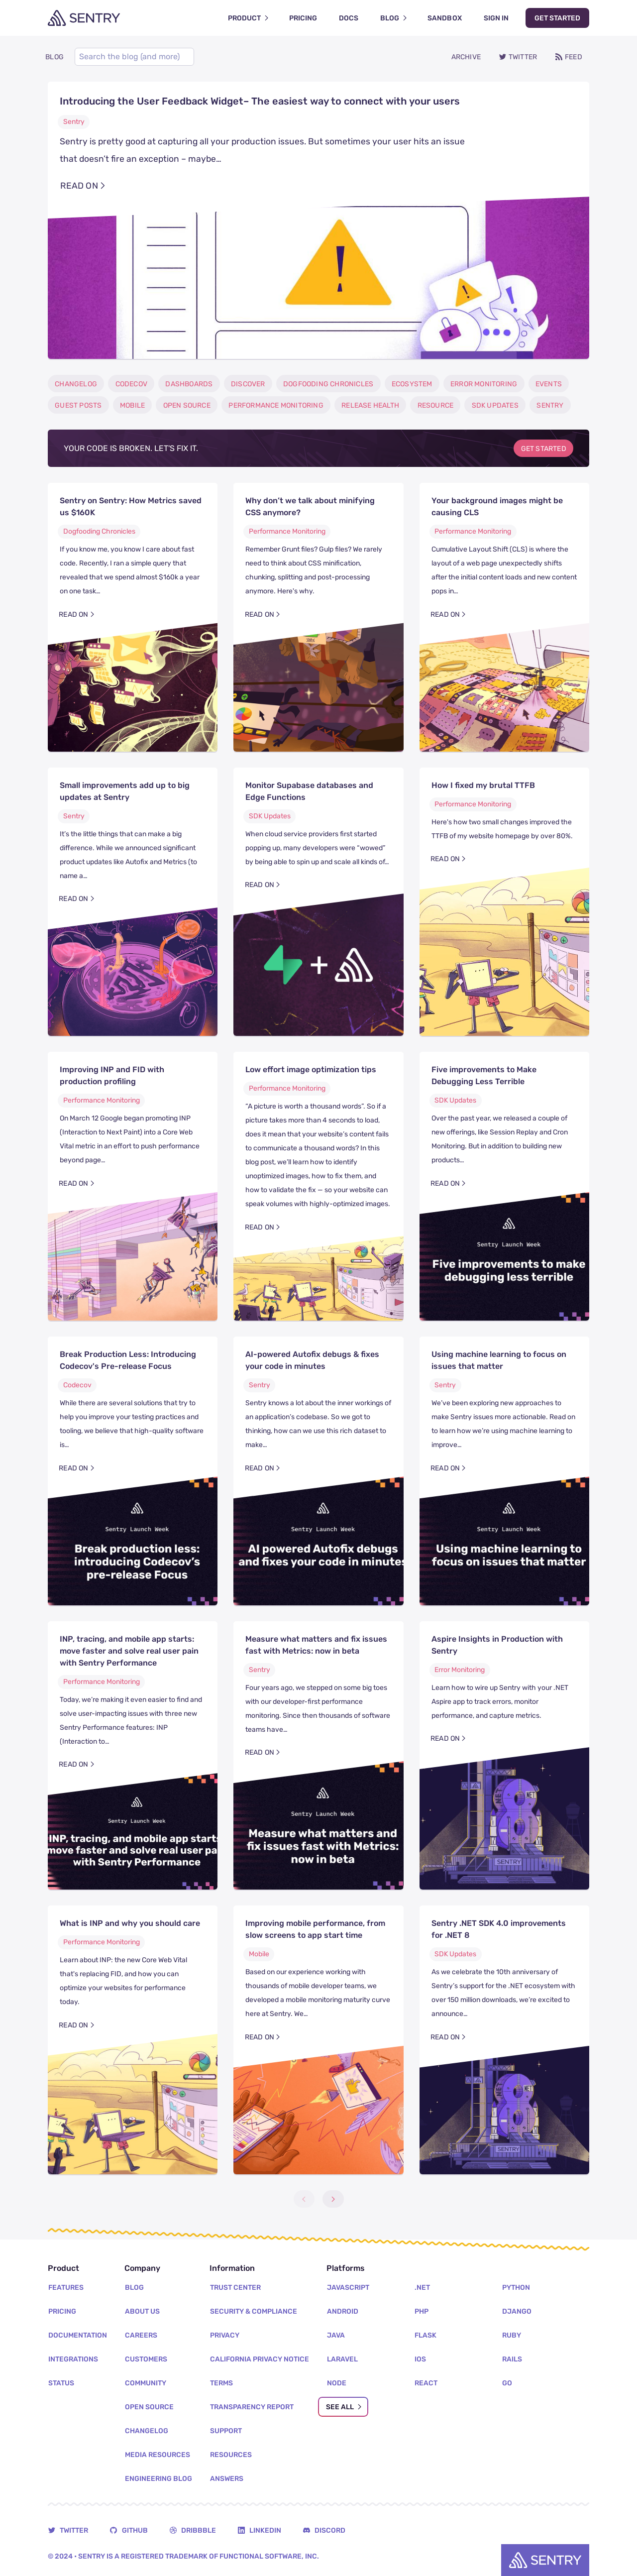 SENTRY
PRODUCT
PRICING
DOCS
BLOG
SANDBOX
SIGN IN
GET STARTED
BLOG
Search the blog (and more)
ARCHIVE
TWITTER
FEED
Introducing the User Feedback Widget– The easiest way to connect with your users
Sentry
Sentry is pretty good at capturing all your production issues. But sometimes your user hits an issue
that doesn't fire an exception – maybe…
READ ON
CHANGELOG
CODECOV
DASHBOARDS
DISCOVER
DOGFOODING CHRONICLES
ECOSYSTEM
ERROR MONITORING
EVENTS
GUEST POSTS
MOBILE
OPEN SOURCE
PERFORMANCE MONITORING
RELEASE HEALTH
RESOURCE
SDK UPDATES
SENTRY
YOUR CODE IS BROKEN. LET'S FIX IT.
GET STARTED
Sentry on Sentry: How Metrics saved
us $160K
Dogfooding Chronicles
If you know me, you know I care about fast
code. Recently, I ran a simple query that
revealed that we spend almost $160k a year
on one task…
READ ON
Why don't we talk about minifying
CSS anymore?
Performance Monitoring
Remember Grunt files? Gulp files? We rarely
need to think about CSS minification,
chunking, splitting and post-processing
anymore. Here's why.
READ ON
Your background images might be
causing CLS
Performance Monitoring
Cumulative Layout Shift (CLS) is where the
layout of a web page unexpectedly shifts
after the initial content loads and new content
pops in…
READ ON
Small improvements add up to big
updates at Sentry
Sentry
It's the little things that can make a big
difference. While we announced significant
product updates like Autofix and Metrics (to
name a…
READ ON
Monitor Supabase databases and
Edge Functions
SDK Updates
When cloud service providers first started
popping up, many developers were "wowed"
by being able to spin up and scale all kinds of…
READ ON
How I fixed my brutal TTFB
Performance Monitoring
Here's how two small changes improved the
TTFB of my website homepage by over 80%.
READ ON
Improving INP and FID with
production profiling
Performance Monitoring
On March 12 Google began promoting INP
(Interaction to Next Paint) into a Core Web
Vital metric in an effort to push performance
beyond page…
READ ON
Low effort image optimization tips
Performance Monitoring
"A picture is worth a thousand words". So if a
picture takes more than 4 seconds to load,
does it mean that your website's content fails
to communicate a thousand words? In this
blog post, we'll learn how to identify
unoptimized images, how to fix them, and
how to validate the fix — so your website can
speak volumes with highly-optimized images.
READ ON
Five improvements to Make
Debugging Less Terrible
SDK Updates
Over the past year, we released a couple of
new offerings, like Session Replay and Cron
Monitoring. But in addition to building new
products…
READ ON
Sentry Launch Week
Five improvements to make
debugging less terrible
Break Production Less: Introducing
Codecov's Pre-release Focus
Codecov
While there are several solutions that try to
help you improve your testing practices and
tooling, we believe that high-quality software
is…
READ ON
Sentry Launch Week
Break production less:
introducing Codecov's
pre-release Focus
AI-powered Autofix debugs & fixes
your code in minutes
Sentry
Sentry knows a lot about the inner workings of
an application's codebase. So we got to
thinking, how can we use this rich dataset to
make…
READ ON
Sentry Launch Week
AI powered Autofix debugs
and fixes your code in minutes
Using machine learning to focus on
issues that matter
Sentry
We've been exploring new approaches to
make Sentry issues more actionable. Read on
to learn how we're using machine learning to
improve…
READ ON
Sentry Launch Week
Using machine learning to
focus on issues that matter
INP, tracing, and mobile app starts:
move faster and solve real user pain
with Sentry Performance
Performance Monitoring
Today, we're making it even easier to find and
solve user-impacting issues with three new
Sentry Performance features: INP
(Interaction to…
READ ON
Sentry Launch Week
INP, tracing, and mobile app starts:
move faster and solve real user pa
with Sentry Performance
Measure what matters and fix issues
fast with Metrics: now in beta
Sentry
Four years ago, we stepped on some big toes
with our developer-first performance
monitoring. Since then thousands of software
teams have…
READ ON
Sentry Launch Week
Measure what matters and
fix issues fast with Metrics:
now in beta
Aspire Insights in Production with
Sentry
Error Monitoring
Learn how to wire up Sentry with your .NET
Aspire app to track errors, monitor
performance, and capture metrics.
READ ON
.NET
SENTRY
What is INP and why you should care
Performance Monitoring
Learn about INP: the new Core Web Vital
that's replacing FID, and how you can
optimize your websites for performance
today.
READ ON
Improving mobile performance, from
slow screens to app start time
Mobile
Based on our experience working with
thousands of mobile developer teams, we
developed a mobile monitoring maturity curve
here at Sentry. We…
READ ON
Sentry .NET SDK 4.0 improvements
for .NET 8
SDK Updates
As we celebrate the 10th anniversary of
Sentry's support for the .NET ecosystem with
over 150 million downloads, we're excited to
announce…
READ ON
.NET
SENTRY
Product
FEATURES
PRICING
DOCUMENTATION
INTEGRATIONS
STATUS
Company
BLOG
ABOUT US
CAREERS
CUSTOMERS
COMMUNITY
OPEN SOURCE
CHANGELOG
MEDIA RESOURCES
ENGINEERING BLOG
Information
TRUST CENTER
SECURITY & COMPLIANCE
PRIVACY
CALIFORNIA PRIVACY NOTICE
TERMS
TRANSPARENCY REPORT
SUPPORT
RESOURCES
ANSWERS
Platforms
JAVASCRIPT
ANDROID
JAVA
LARAVEL
NODE
.NET
PHP
FLASK
IOS
REACT
PYTHON
DJANGO
RUBY
RAILS
GO
SEE ALL
TWITTER
GITHUB
DRIBBBLE
LINKEDIN
DISCORD
© 2024 • SENTRY IS A REGISTERED TRADEMARK OF FUNCTIONAL SOFTWARE, INC.
SENTRY